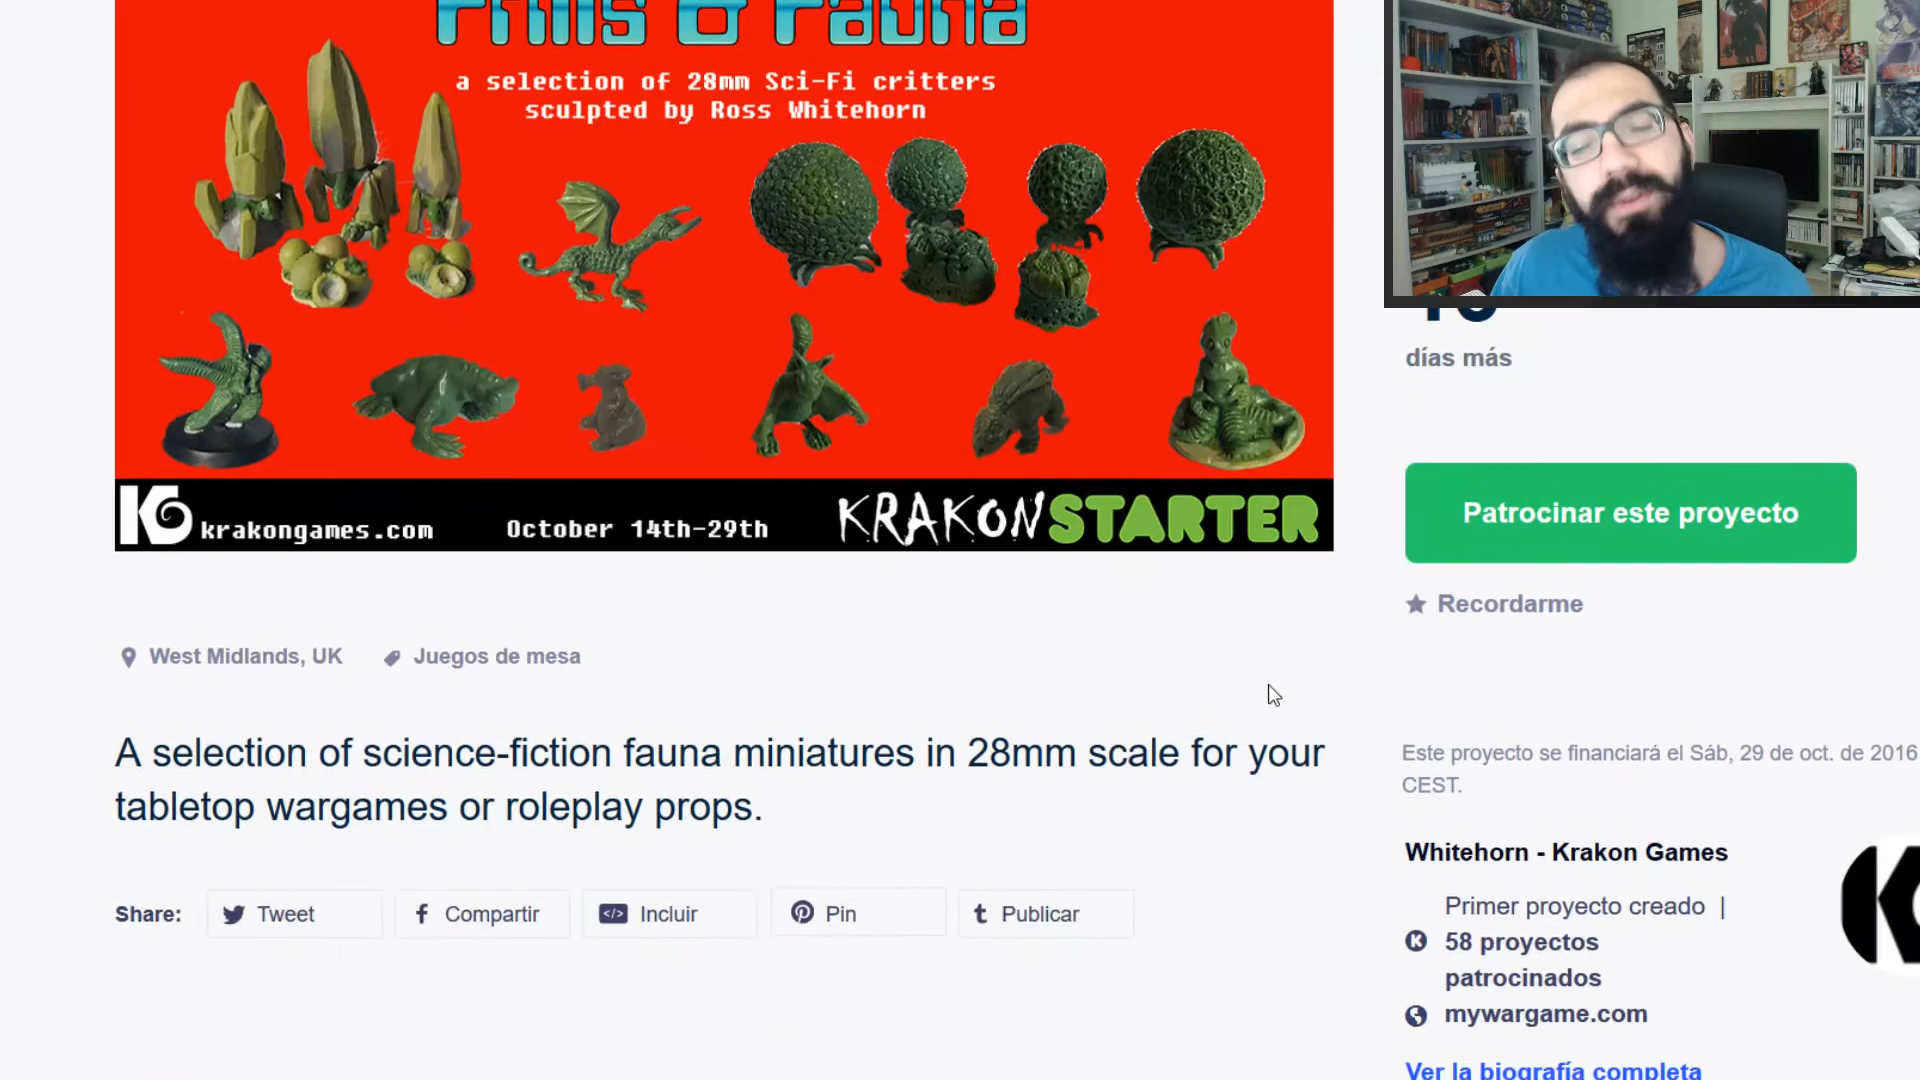 Frills & Fauna
a selection of 28mm Sci-Fi critters
sculpted by Ross Whitehorn
krakongames.com
October 14th-29th
KRAKONSTARTER
días más
Patrocinar este proyecto
Recordarme
West Midlands, UK
Juegos de mesa
A selection of science-fiction fauna miniatures in 28mm scale for your
tabletop wargames or roleplay props.
Este proyecto se financiará el Sáb, 29 de oct. de 2016
CEST.
Whitehorn - Krakon Games
Primer proyecto creado |
58 proyectos
patrocinados
mywargame.com
Ver la biografía completa
Share:
Tweet
Compartir
Incluir
Pin
Publicar